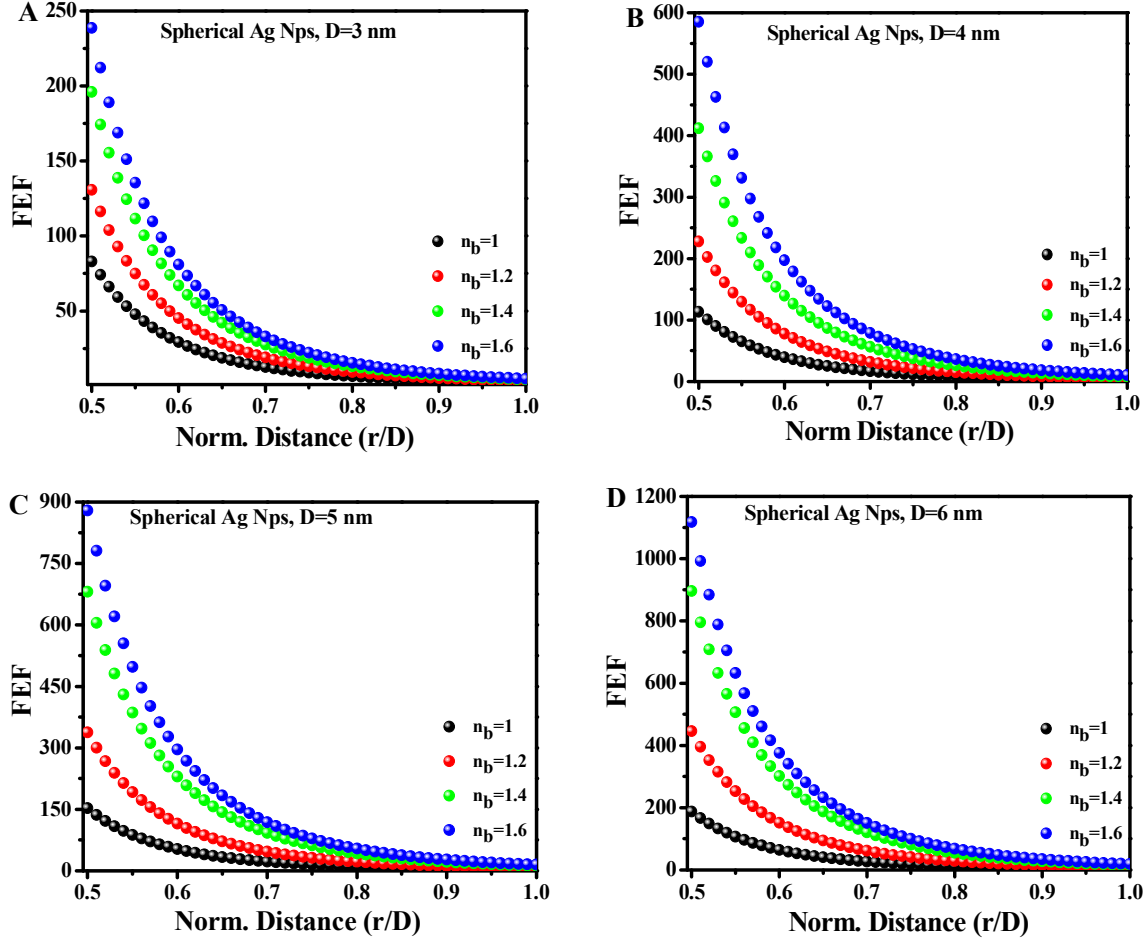 A
Spherical Ag Nps, D=3 nm
250
200
150
100
50
FEF
n_b=1
n_b=1.2
n_b=1.4
n_b=1.6
0.5 0.6 0.7 0.8 0.9 1.0
Norm. Distance (r/D)
B
Spherical Ag Nps, D=4 nm
600
500
400
300
200
100
0
FEF
n_b=1
n_b=1.2
n_b=1.4
n_b=1.6
0.5 0.6 0.7 0.8 0.9 1.0
Norm Distance (r/D)
C
Spherical Ag Nps, D=5 nm
900
750
600
450
300
150
0
FEF
n_b=1
n_b=1.2
n_b=1.4
n_b=1.6
0.5 0.6 0.7 0.8 0.9 1.0
Norm. Distance (r/D)
D
Spherical Ag Nps, D=6 nm
1200
1000
800
600
400
200
0
FEF
n_b=1
n_b=1.2
n_b=1.4
n_b=1.6
0.5 0.6 0.7 0.8 0.9 1.0
Norm. Distance (r/D)